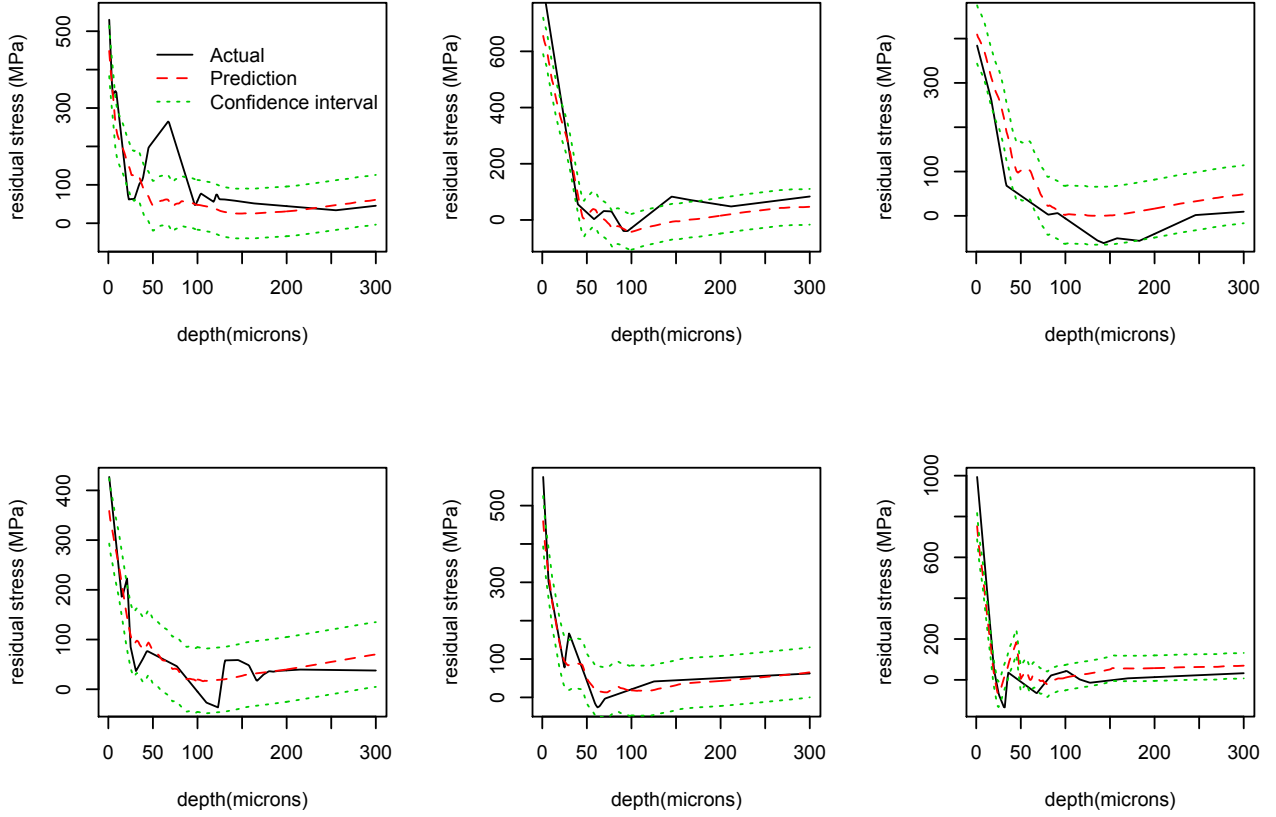 residual stress (MPa)
0 100 300 500
Actual
Prediction
Confidence interval
0 50 100 200 300
depth(microns)
residual stress (MPa)
0 200 400 600
0 50 100 200 300
depth(microns)
residual stress (MPa)
0 100 300
0 50 100 200 300
depth(microns)
residual stress (MPa)
0 100 200 300 400
0 50 100 200 300
depth(microns)
residual stress (MPa)
0 100 300 500
0 50 100 200 300
depth(microns)
residual stress (MPa)
0 200 400 600 1000
0 50 100 200 300
depth(microns)